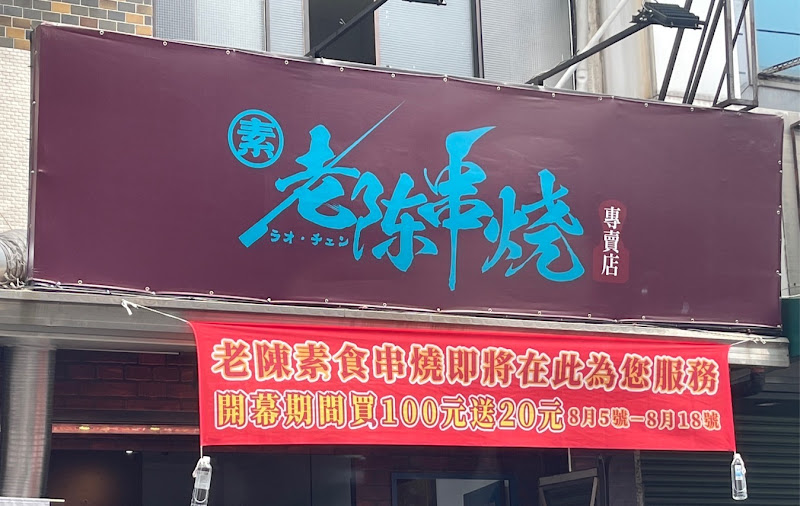 素
老陈串烧
ラオ・チェン
專賣店
老陳素食串燒即將在此為您服務
開幕期間買100元送20元8月5號－8月18號